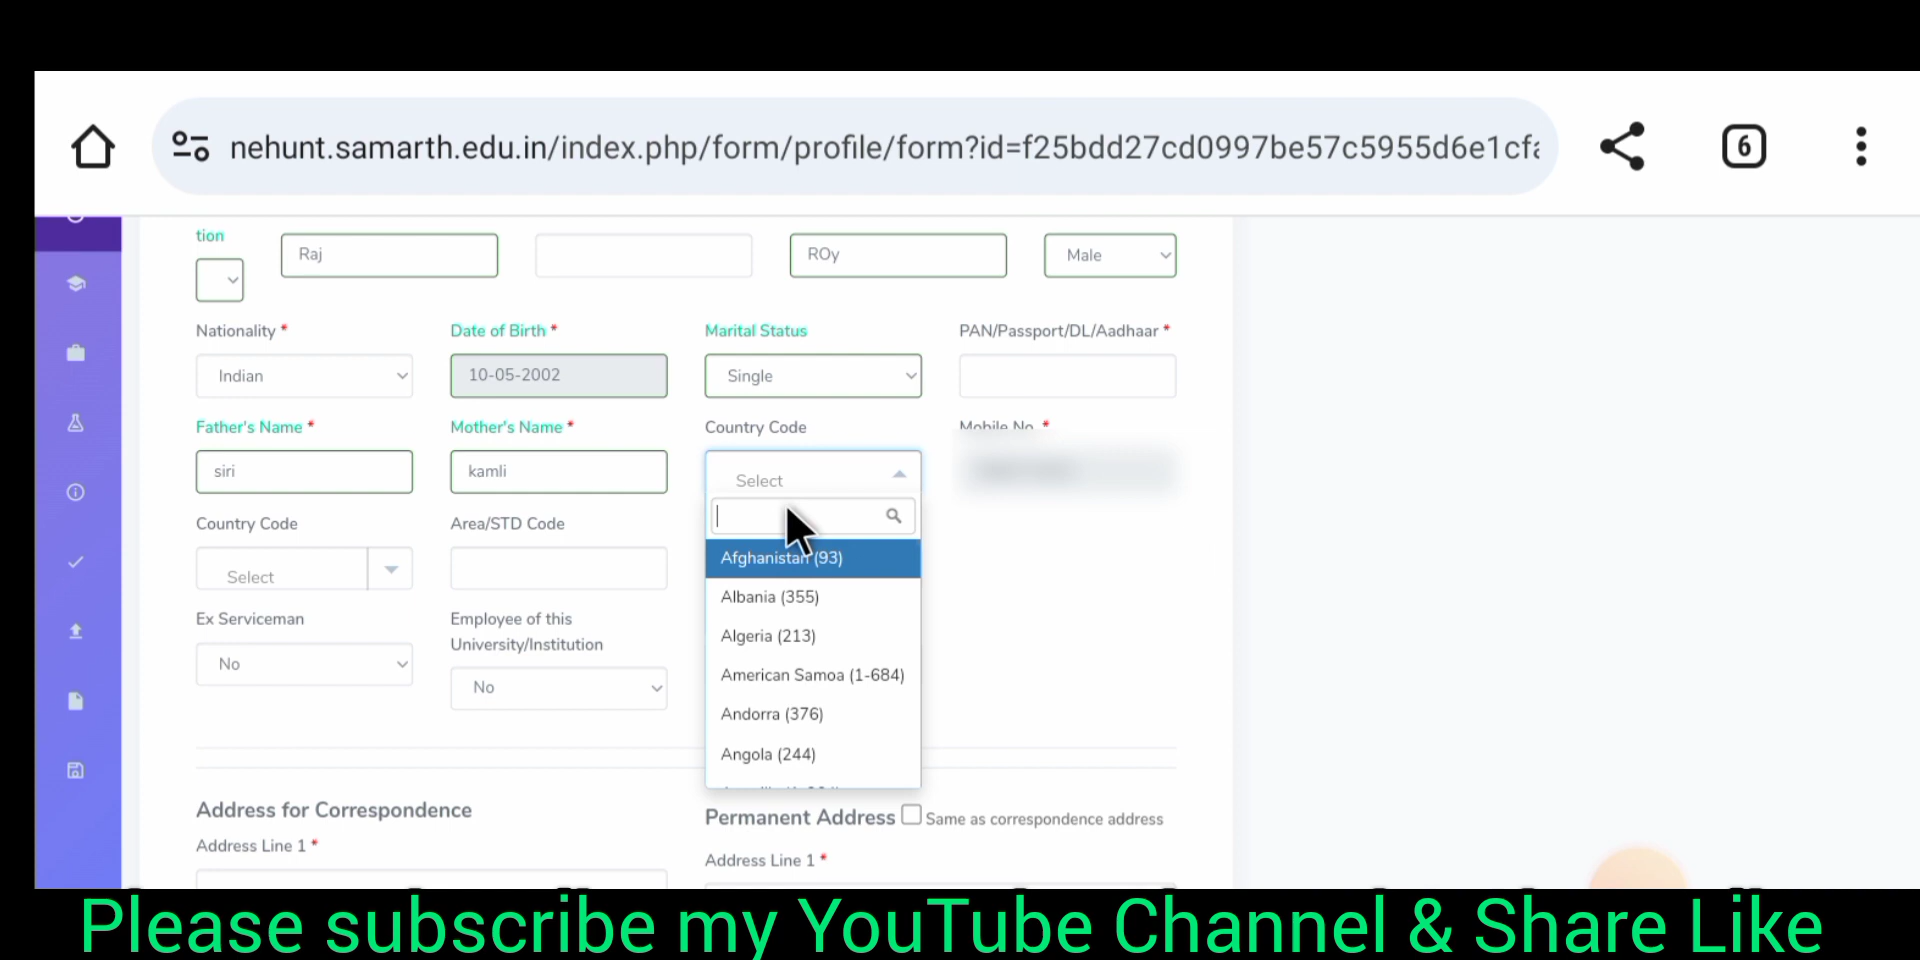 nehunt.samarth.edu.in/index.php/form/profile/form?id=f25bdd27cd0997be57c5955d6e1cf
6
tion
Raj
ROy
Male
Nationality *
Date of Birth *
Marital Status
PAN/Passport/DL/Aadhaar *
Indian
10-05-2002
Single
Father's Name *
Mother's Name *
Country Code
Mobile No. *
siri
kamli
Select
Country Code
Area/STD Code
Select
Afghanistan (93)
Albania (355)
Algeria (213)
American Samoa (1-684)
Andorra (376)
Angola (244)
Ex Serviceman
Employee of this
University/Institution
No
No
Address for Correspondence
Permanent Address
Same as correspondence address
Address Line 1 *
Address Line 1 *
Please subscribe my YouTube Channel & Share Like